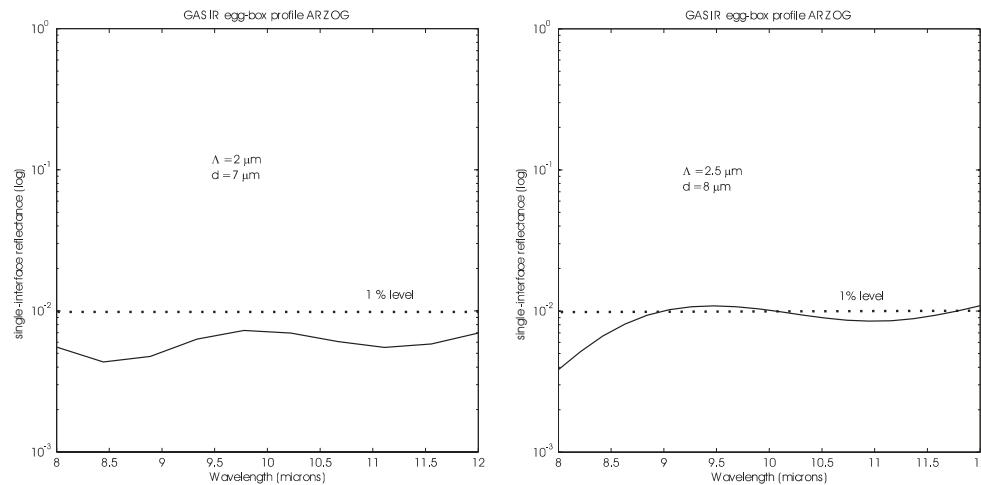 GASIR egg-box profile ARZOG
10^0
10^-1
10^-2
10^-3
single-interface reflectance (log)
Λ = 2 μm
d = 7 μm
1 % level
8 8.5 9 9.5 10 10.5 11 11.5 12
Wavelength (microns)
GASIR egg-box profile ARZOG
10^0
10^-1
10^-2
10^-3
single-interface reflectance (log)
Λ = 2.5 μm
d = 8 μm
1% level
8 8.5 9 9.5 10 10.5 11 11.5 1
Wavelength (microns)